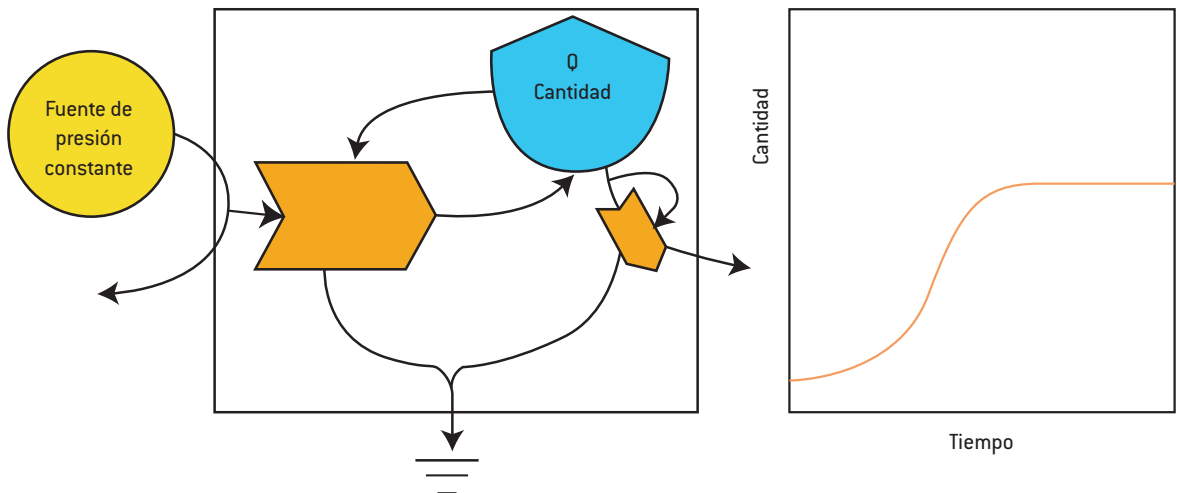 Fuente de
presión
constante
Q
Cantidad
Cantidad
Tiempo